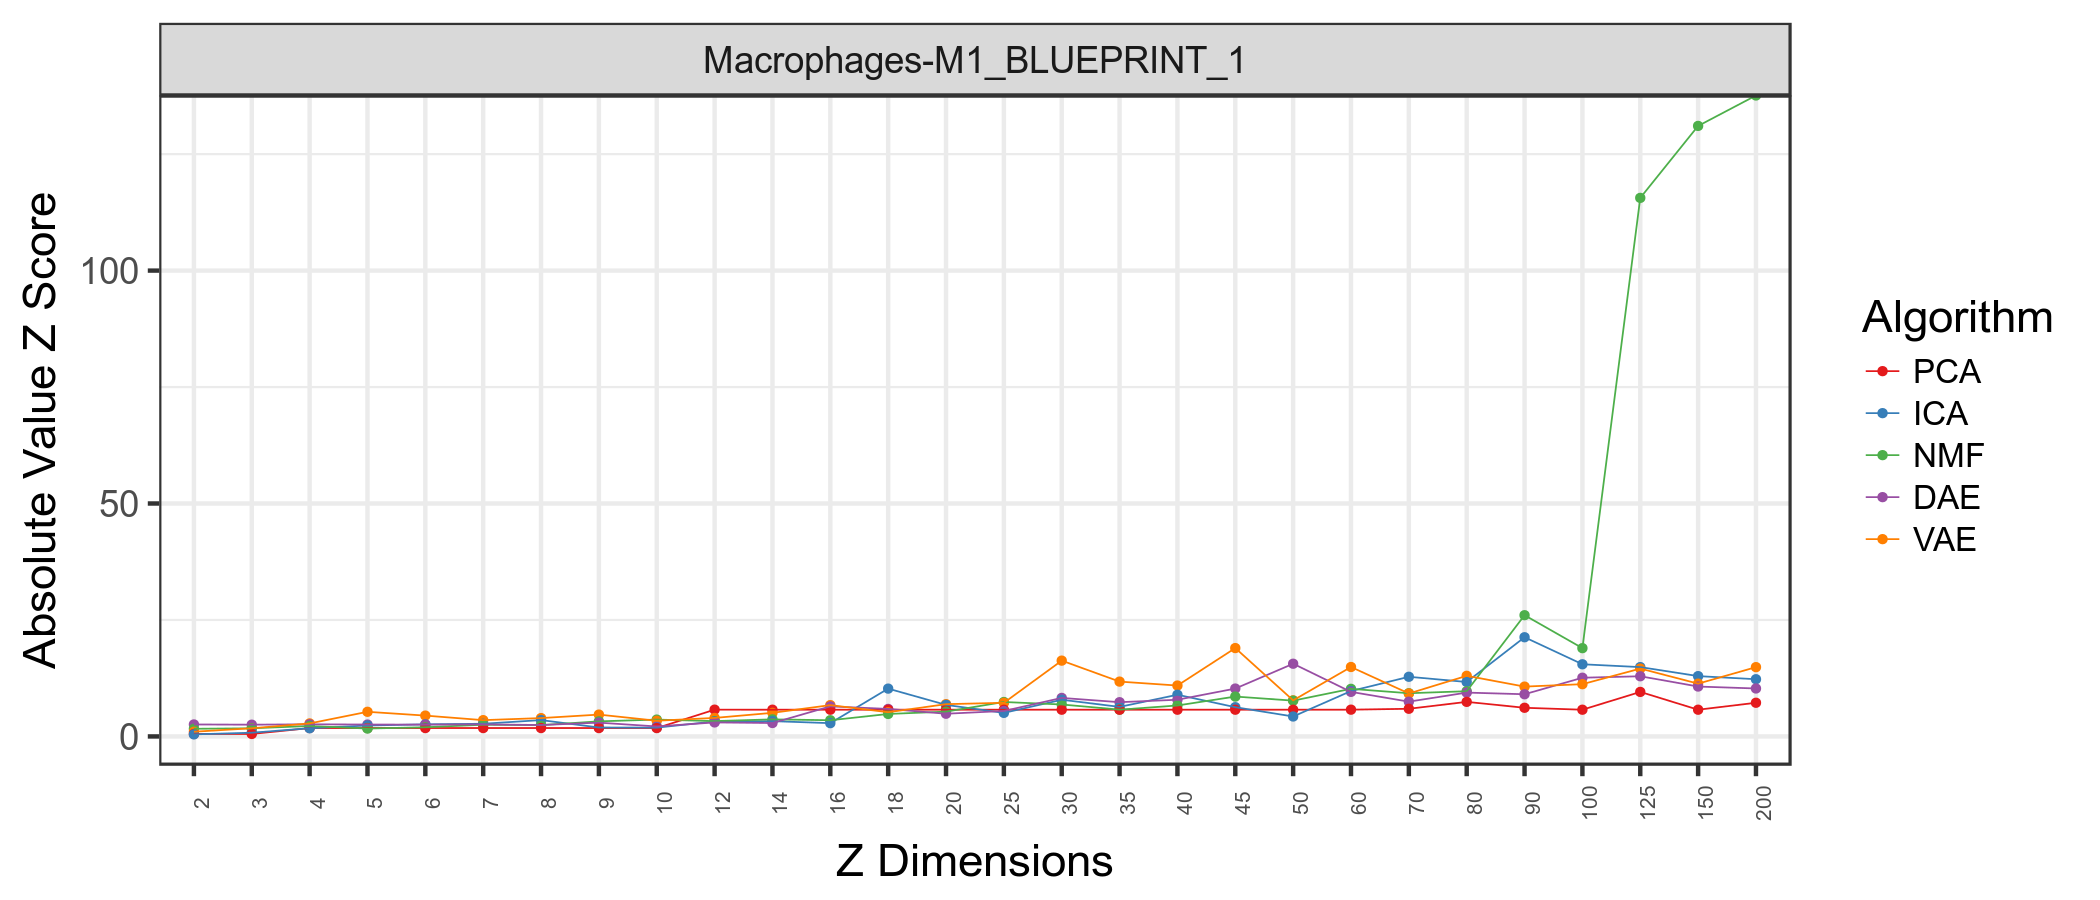 Macrophages-M1_BLUEPRINT_1
Absolute Value Z Score
100
50
0
2 3 4 5 6 7 8 9 10 12 14 16 18 20 25 30 35 40 45 50 60 70 80 90 100 125 150 200
Z Dimensions
Algorithm
PCA
ICA
NMF
DAE
VAE